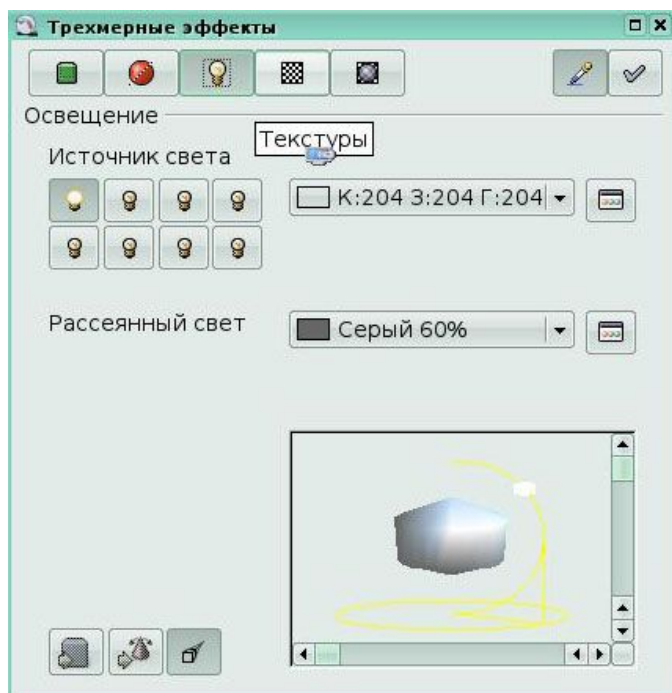 Трехмерные эффекты
Освещение
Текстуры
Источник света
К:204 З:204 Г:204
Рассеянный свет
Серый 60%